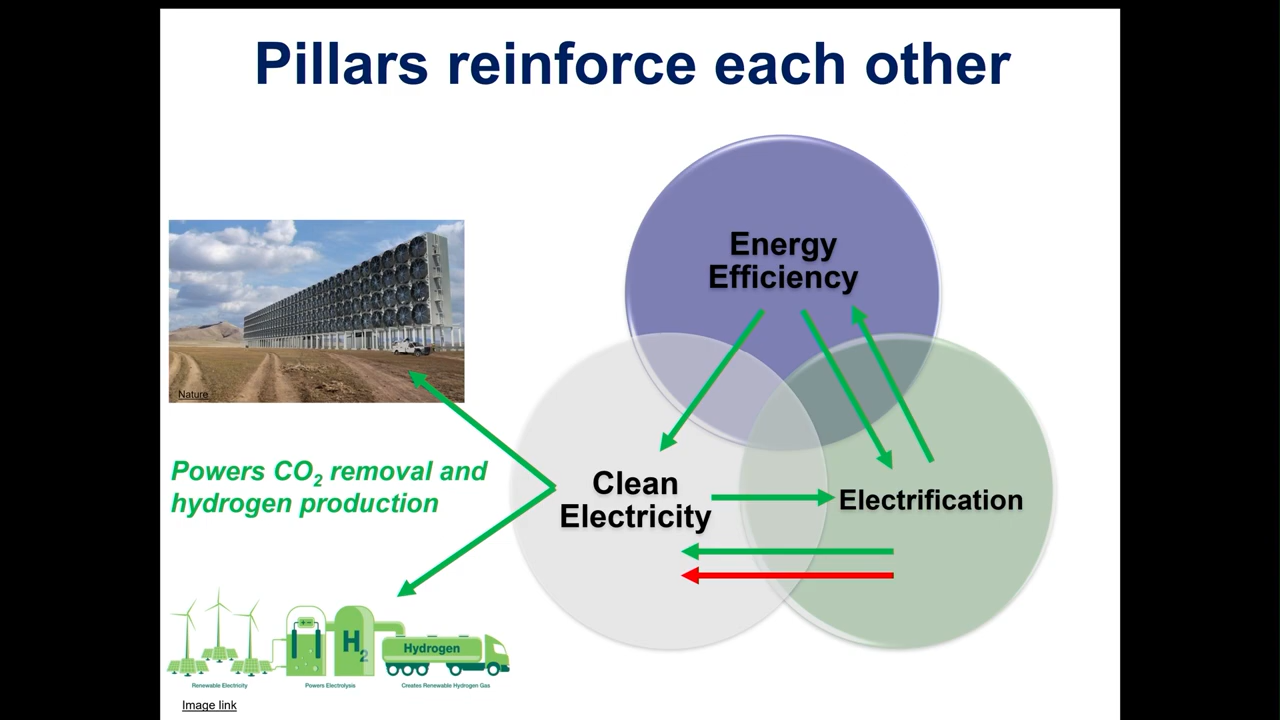 Pillars reinforce each other
Energy
Efficiency
Nature
Powers CO₂ removal and
hydrogen production
Clean
Electricity
Electrification
H₂
Hydrogen
Renewable Electricity
Powers Electrolysis
Creates Renewable Hydrogen Gas
Image link